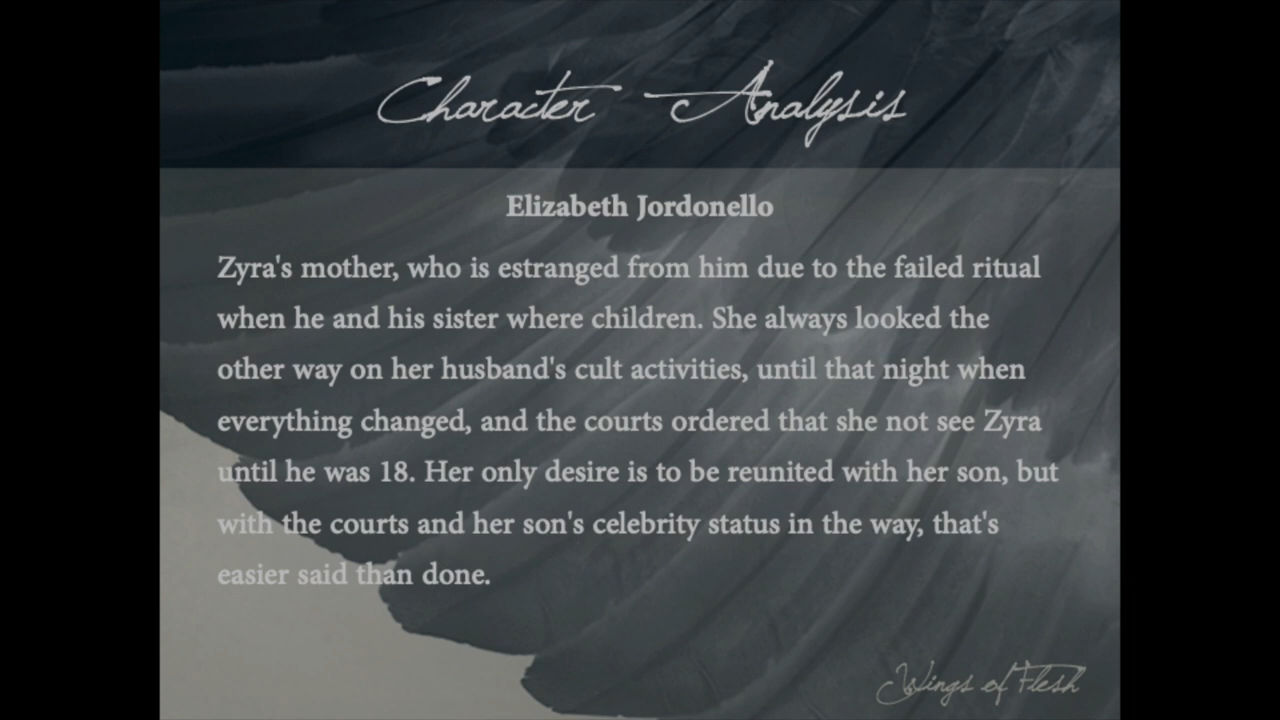 Character Analysis
Elizabeth Jordonello
Zyra's mother, who is estranged from him due to the failed ritual
when he and his sister where children. She always looked the
other way on her husband's cult activities, until that night when
everything changed, and the courts ordered that she not see Zyra
until he was 18. Her only desire is to be reunited with her son, but
with the courts and her son's celebrity status in the way, that's
easier said than done.
Wings of Flesh